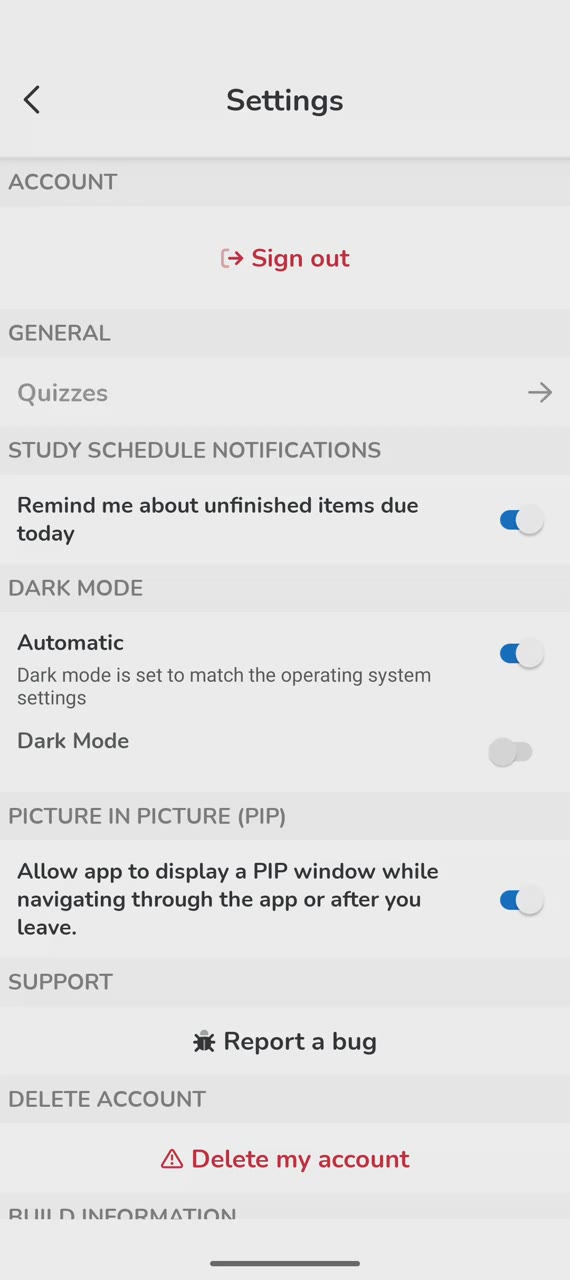 Settings
ACCOUNT
Sign out
GENERAL
Quizzes
STUDY SCHEDULE NOTIFICATIONS
Remind me about unfinished items due
today
DARK MODE
Automatic
Dark mode is set to match the operating system
settings
Dark Mode
PICTURE IN PICTURE (PIP)
Allow app to display a PIP window while
navigating through the app or after you
leave.
SUPPORT
Report a bug
DELETE ACCOUNT
Delete my account
BUILD INFORMATION